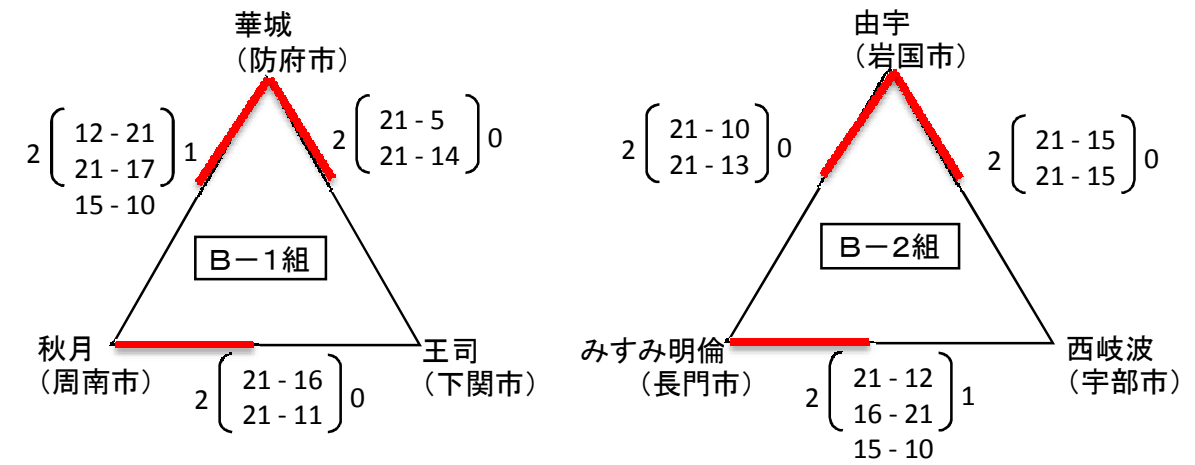 華城
（防府市）
2 12 - 21 1
21 - 17
15 - 10
2 21 - 5 0
21 - 14
B－1組
秋月
（周南市）
王司
（下関市）
2 21 - 16 0
21 - 11
由宇
（岩国市）
2 21 - 10 0
21 - 13
2 21 - 15 0
21 - 15
B－2組
みすみ明倫
（長門市）
西岐波
（宇部市）
2 21 - 12 1
16 - 21
15 - 10